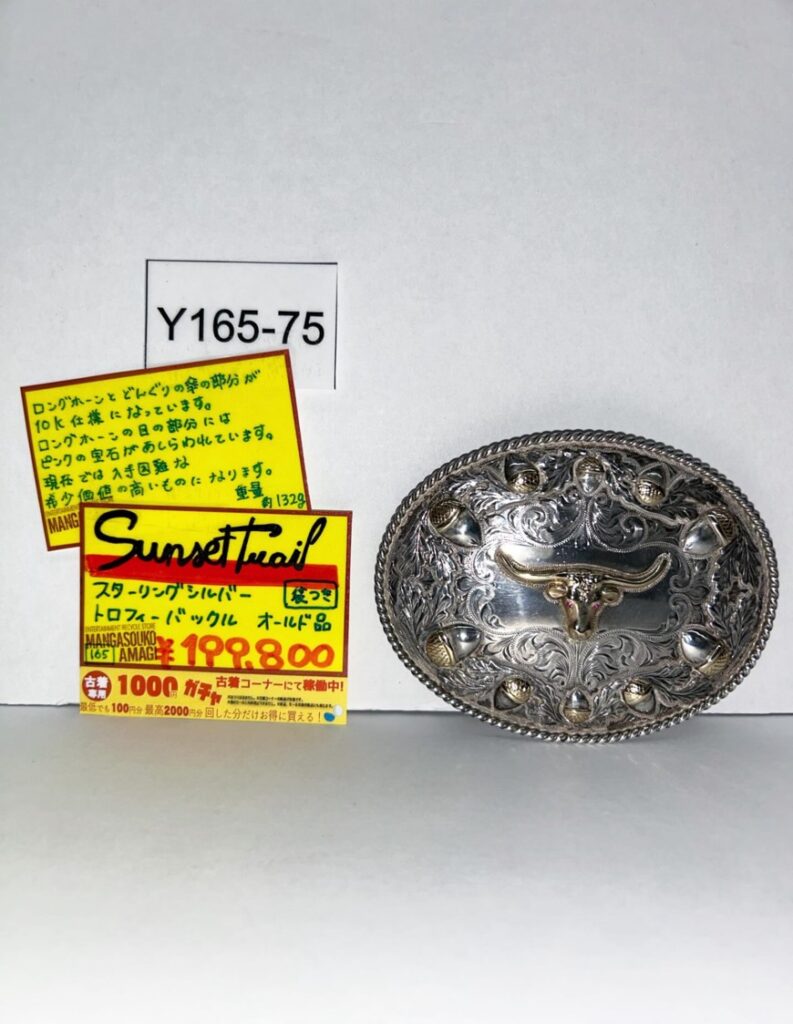 Y165-75
ロングホーンとどんぐりの傘の部分が
10k仕様になっています。
ロングホーンの目の部分には
ピンクの宝石があしらわれています。
現在では入手困難な
希少価値の高いものになります。
重量
約132g
MANG
Sunset Trail
スターリングシルバー 袋つき
トロフィーバックル オールド品
ENTERTAINMENT RECYCLE STORE
MANGASOUKO
AMAGI
165
¥199,800
古着専用 1000円ガチャ 古着コーナーにて稼働中!
最低でも100円分 最高2000円分 回した分だけお得に買える!